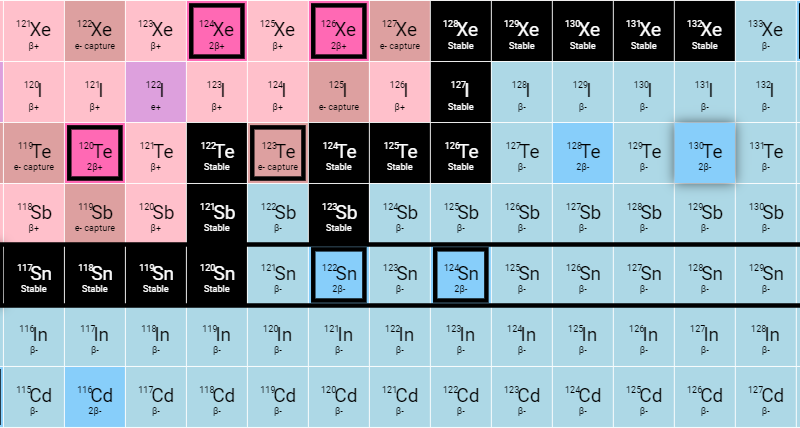 121Xe 122Xe 123Xe 124Xe 125Xe 126Xe 127Xe 128Xe 129Xe 130Xe 131Xe 132Xe 133Xe
β+ e- capture β+ 2β+ β+ 2β+ e- capture Stable Stable Stable Stable Stable β-
120I 121I 122I 123I 124I 125I 126I 127I 128I 129I 130I 131I 132I
β+ β+ e+ β+ β+ e- capture β+ Stable β- β- β- β- β-
119Te 120Te 121Te 122Te 123Te 124Te 125Te 126Te 127Te 128Te 129Te 130Te 131Te
e- capture 2β+ β+ Stable e- capture Stable Stable Stable β- 2β- β- 2β- β-
118Sb 119Sb 120Sb 121Sb 122Sb 123Sb 124Sb 125Sb 126Sb 127Sb 128Sb 129Sb 130Sb
β+ e- capture β+ Stable β- Stable β- β- β- β- β- β- β-
117Sn 118Sn 119Sn 120Sn 121Sn 122Sn 123Sn 124Sn 125Sn 126Sn 127Sn 128Sn 129Sn
Stable Stable Stable Stable β- 2β- β- 2β- β- β- β- β- β-
116In 117In 118In 119In 120In 121In 122In 123In 124In 125In 126In 127In 128In
β- β- β- β- β- β- β- β- β- β- β- β- β-
115Cd 116Cd 117Cd 118Cd 119Cd 120Cd 121Cd 122Cd 123Cd 124Cd 125Cd 126Cd 127Cd
β- 2β- β- β- β- β- β- β- β- β- β- β- β-